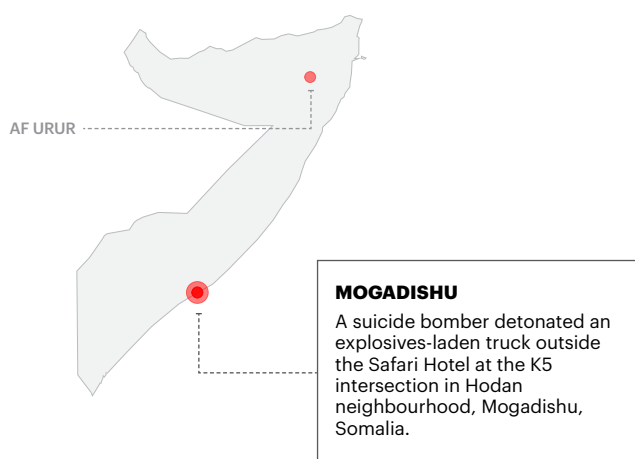 AF URUR
MOGADISHU
A suicide bomber detonated an
explosives-laden truck outside
the Safari Hotel at the K5
intersection in Hodan
neighbourhood, Mogadishu,
Somalia.